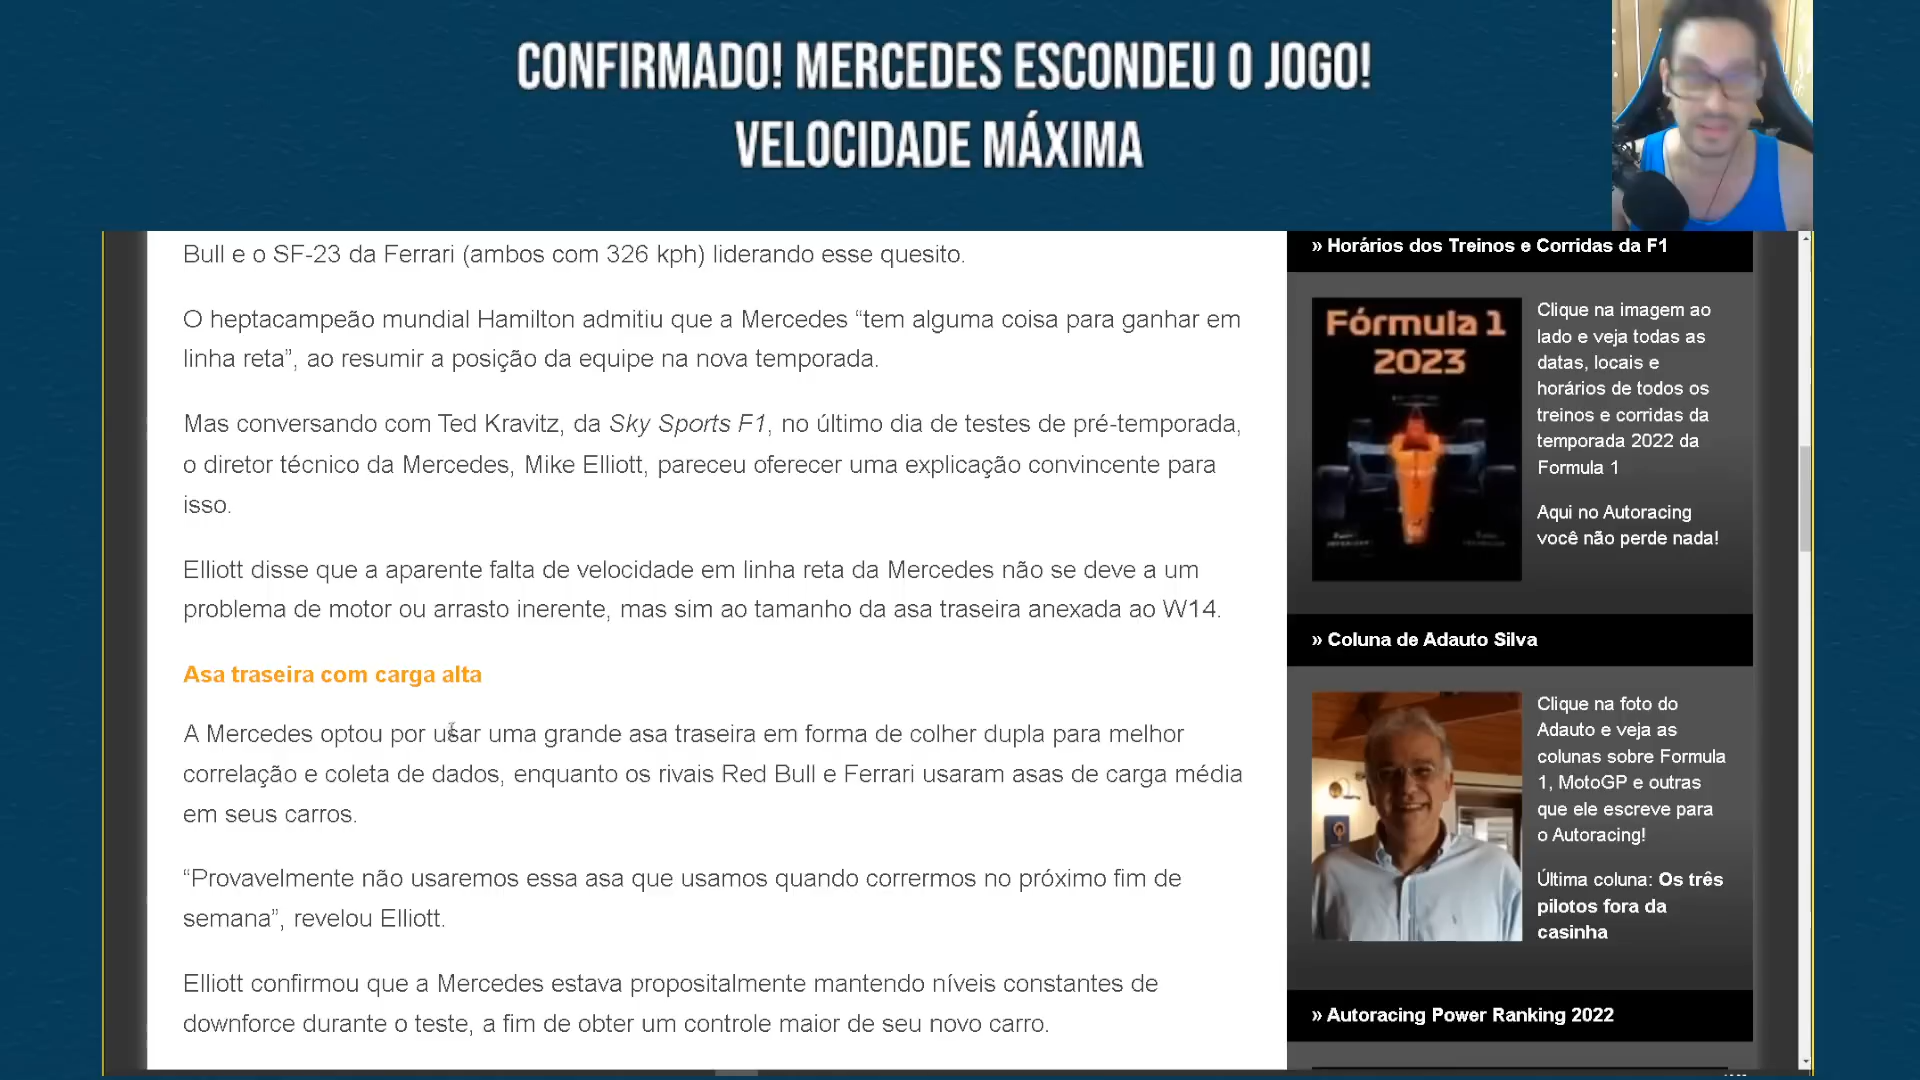 CONFIRMADO! MERCEDES ESCONDEU O JOGO!
VELOCIDADE MÁXIMA
Bull e o SF-23 da Ferrari (ambos com 326 kph) liderando esse quesito.
O heptacampeão mundial Hamilton admitiu que a Mercedes “tem alguma coisa para ganhar em
linha reta”, ao resumir a posição da equipe na nova temporada.
Mas conversando com Ted Kravitz, da Sky Sports F1, no último dia de testes de pré-temporada,
o diretor técnico da Mercedes, Mike Elliott, pareceu oferecer uma explicação convincente para
isso.
Elliott disse que a aparente falta de velocidade em linha reta da Mercedes não se deve a um
problema de motor ou arrasto inerente, mas sim ao tamanho da asa traseira anexada ao W14.
Asa traseira com carga alta
A Mercedes optou por usar uma grande asa traseira em forma de colher dupla para melhor
correlação e coleta de dados, enquanto os rivais Red Bull e Ferrari usaram asas de carga média
em seus carros.
“Provavelmente não usaremos essa asa que usamos quando corrermos no próximo fim de
semana”, revelou Elliott.
Elliott confirmou que a Mercedes estava propositalmente mantendo níveis constantes de
downforce durante o teste, a fim de obter um controle maior de seu novo carro.
» Horários dos Treinos e Corridas da F1
Fórmula 1
2023
Clique na imagem ao
lado e veja todas as
datas, locais e
horários de todos os
treinos e corridas da
temporada 2022 da
Formula 1
Aqui no Autoracing
você não perde nada!
» Coluna de Adauto Silva
Clique na foto do
Adauto e veja as
colunas sobre Formula
1, MotoGP e outras
que ele escreve para
o Autoracing!
Última coluna: Os três
pilotos fora da
casinha
» Autoracing Power Ranking 2022